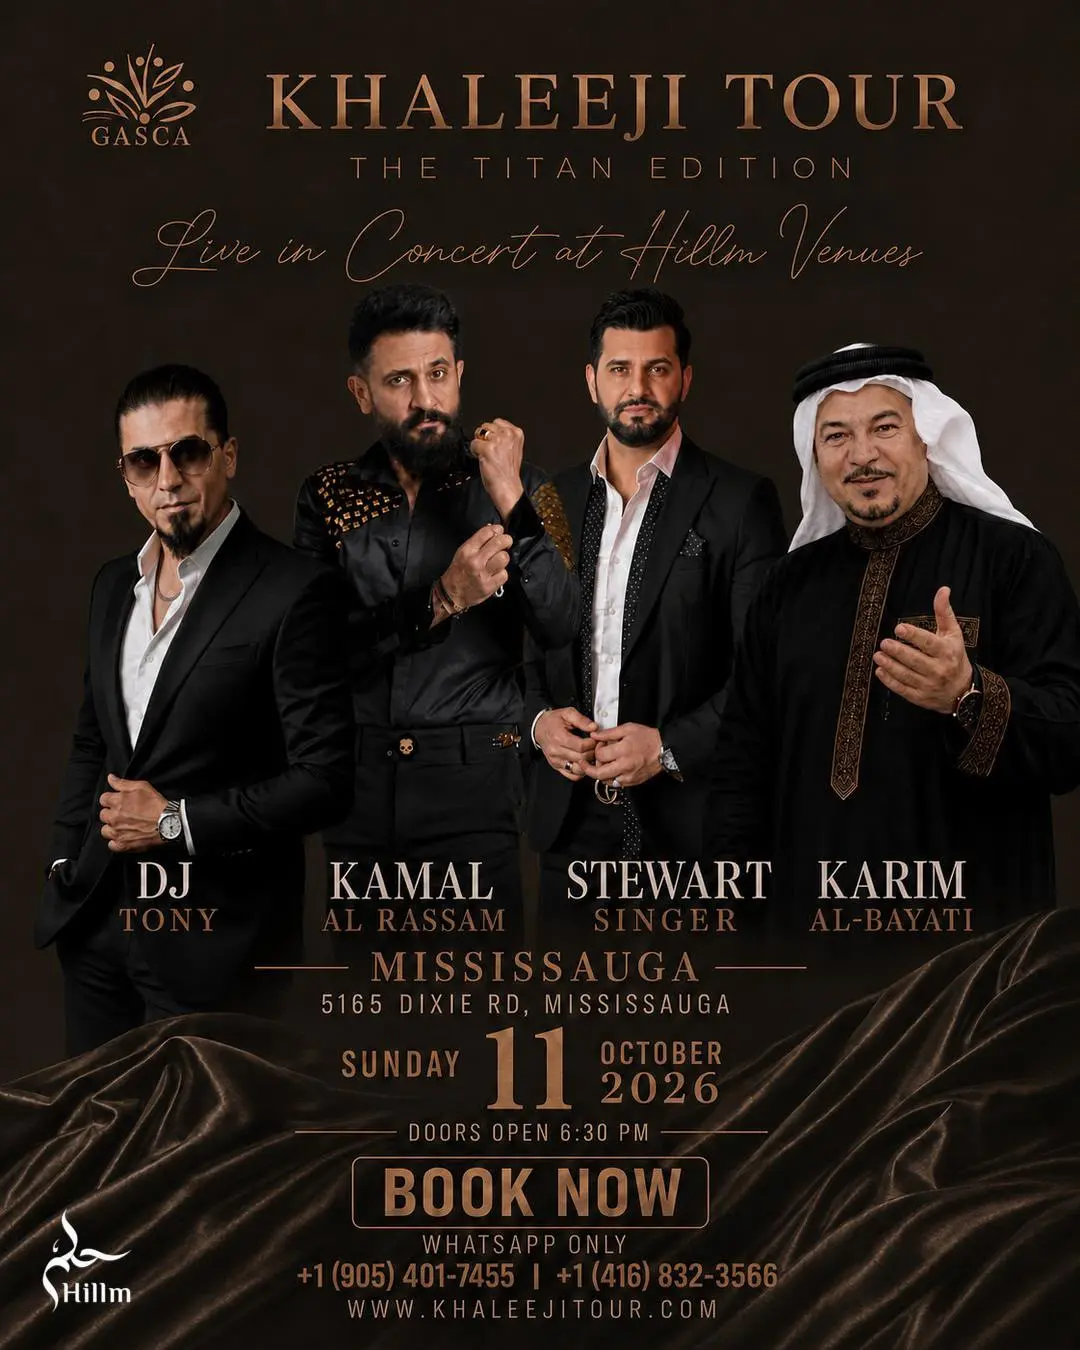 GASCA
KHALEEJI TOUR
THE TITAN EDITION
Live in Concert at Hillm Venues
DJ
TONY
KAMAL
AL RASSAM
STEWART
SINGER
KARIM
AL-BAYATI
MISSISSAUGA
5165 DIXIE RD, MISSISSAUGA
SUNDAY 11 OCTOBER 2026
DOORS OPEN 6:30 PM
BOOK NOW
WHATSAPP ONLY
+1 (905) 401-7455 | +1 (416) 832-3566
WWW.KHALEEJITOUR.COM
حلم
Hillm